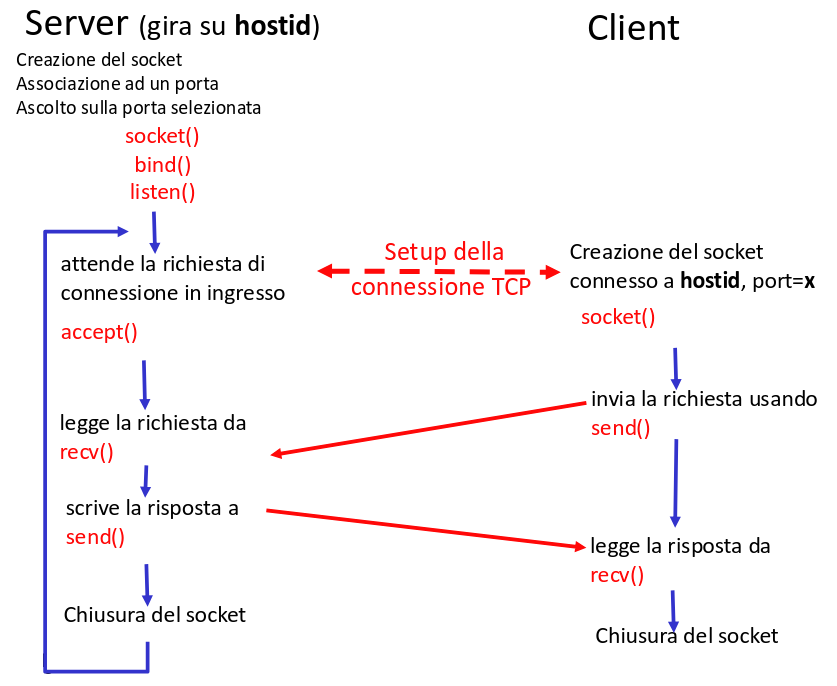 Server (gira su hostid)
Creazione del socket
Associazione ad un porta
Ascolto sulla porta selezionata
socket()
bind()
listen()
attende la richiesta di
connessione in ingresso
accept()
legge la richiesta da
recv()
scrive la risposta a
send()
Chiusura del socket
Setup della
connessione TCP
Client
Creazione del socket
connesso a hostid, port=x
socket()
invia la richiesta usando
send()
legge la risposta da
recv()
Chiusura del socket